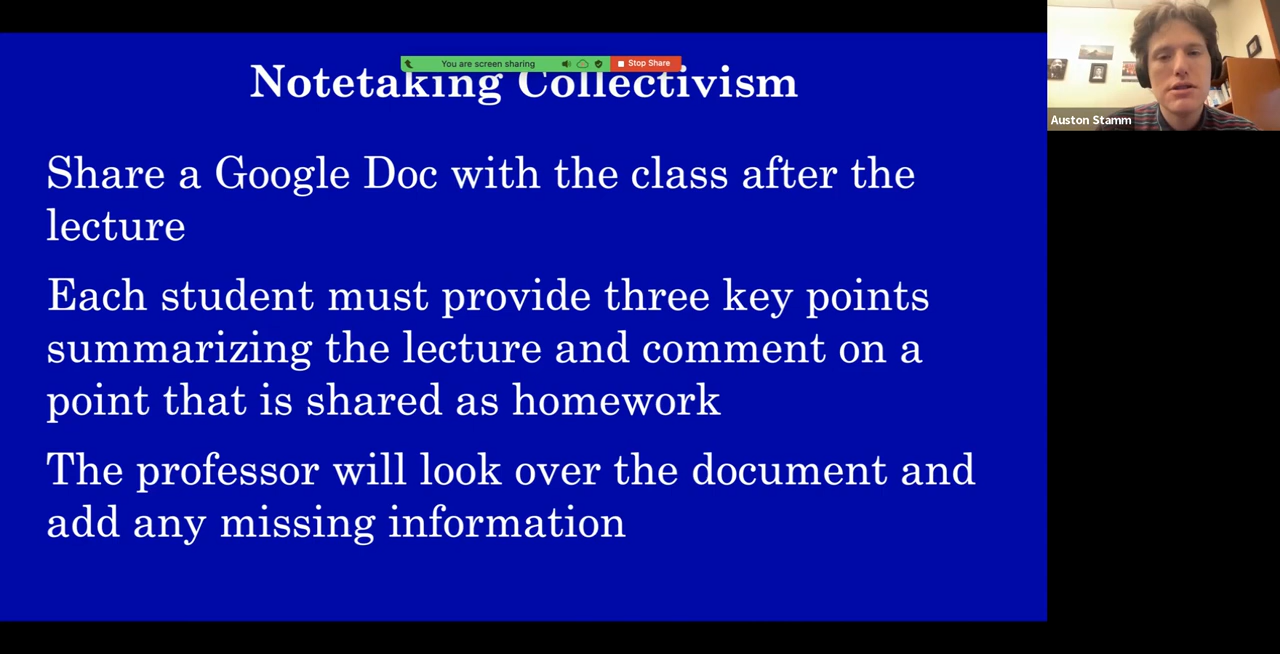 You are screen sharing
Stop Share
Notetaking Collectivism
Share a Google Doc with the class after the
lecture
Each student must provide three key points
summarizing the lecture and comment on a
point that is shared as homework
The professor will look over the document and
add any missing information
Auston Stamm